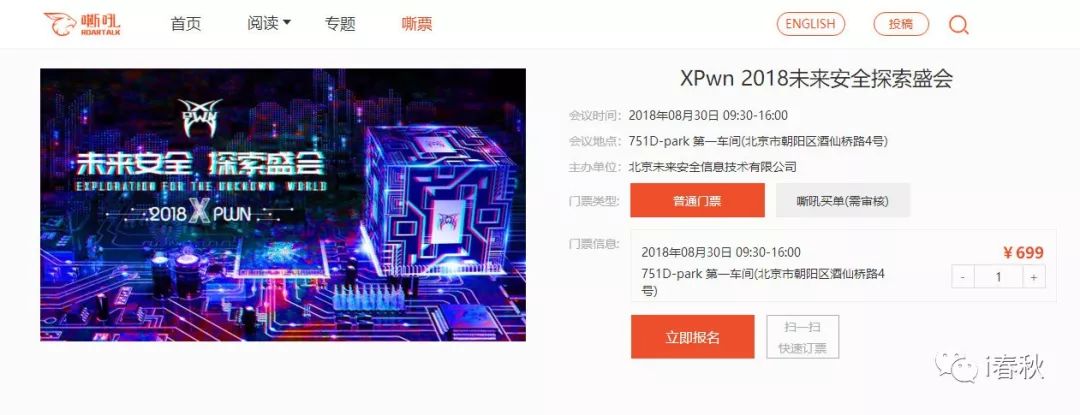 嘶吼
ROARTALK
首页
阅读
专题
嘶票
ENGLISH
投稿
XPwn 2018未来安全探索盛会
会议时间: 2018年08月30日 09:30-16:00
会议地点: 751D-park 第一车间(北京市朝阳区酒仙桥路4号)
主办单位: 北京未来安全信息技术有限公司
门票类型: 普通门票 嘶吼买单(需审核)
门票信息:
2018年08月30日 09:30-16:00
¥699
751D-park 第一车间(北京市朝阳区酒仙桥路4
号)
- 1 +
立即报名
扫一扫
快速订票
PWN
未来安全 探索盛会
EXPLORATION FOR THE UNKNOWN WORLD
2018 XPWN
i春秋